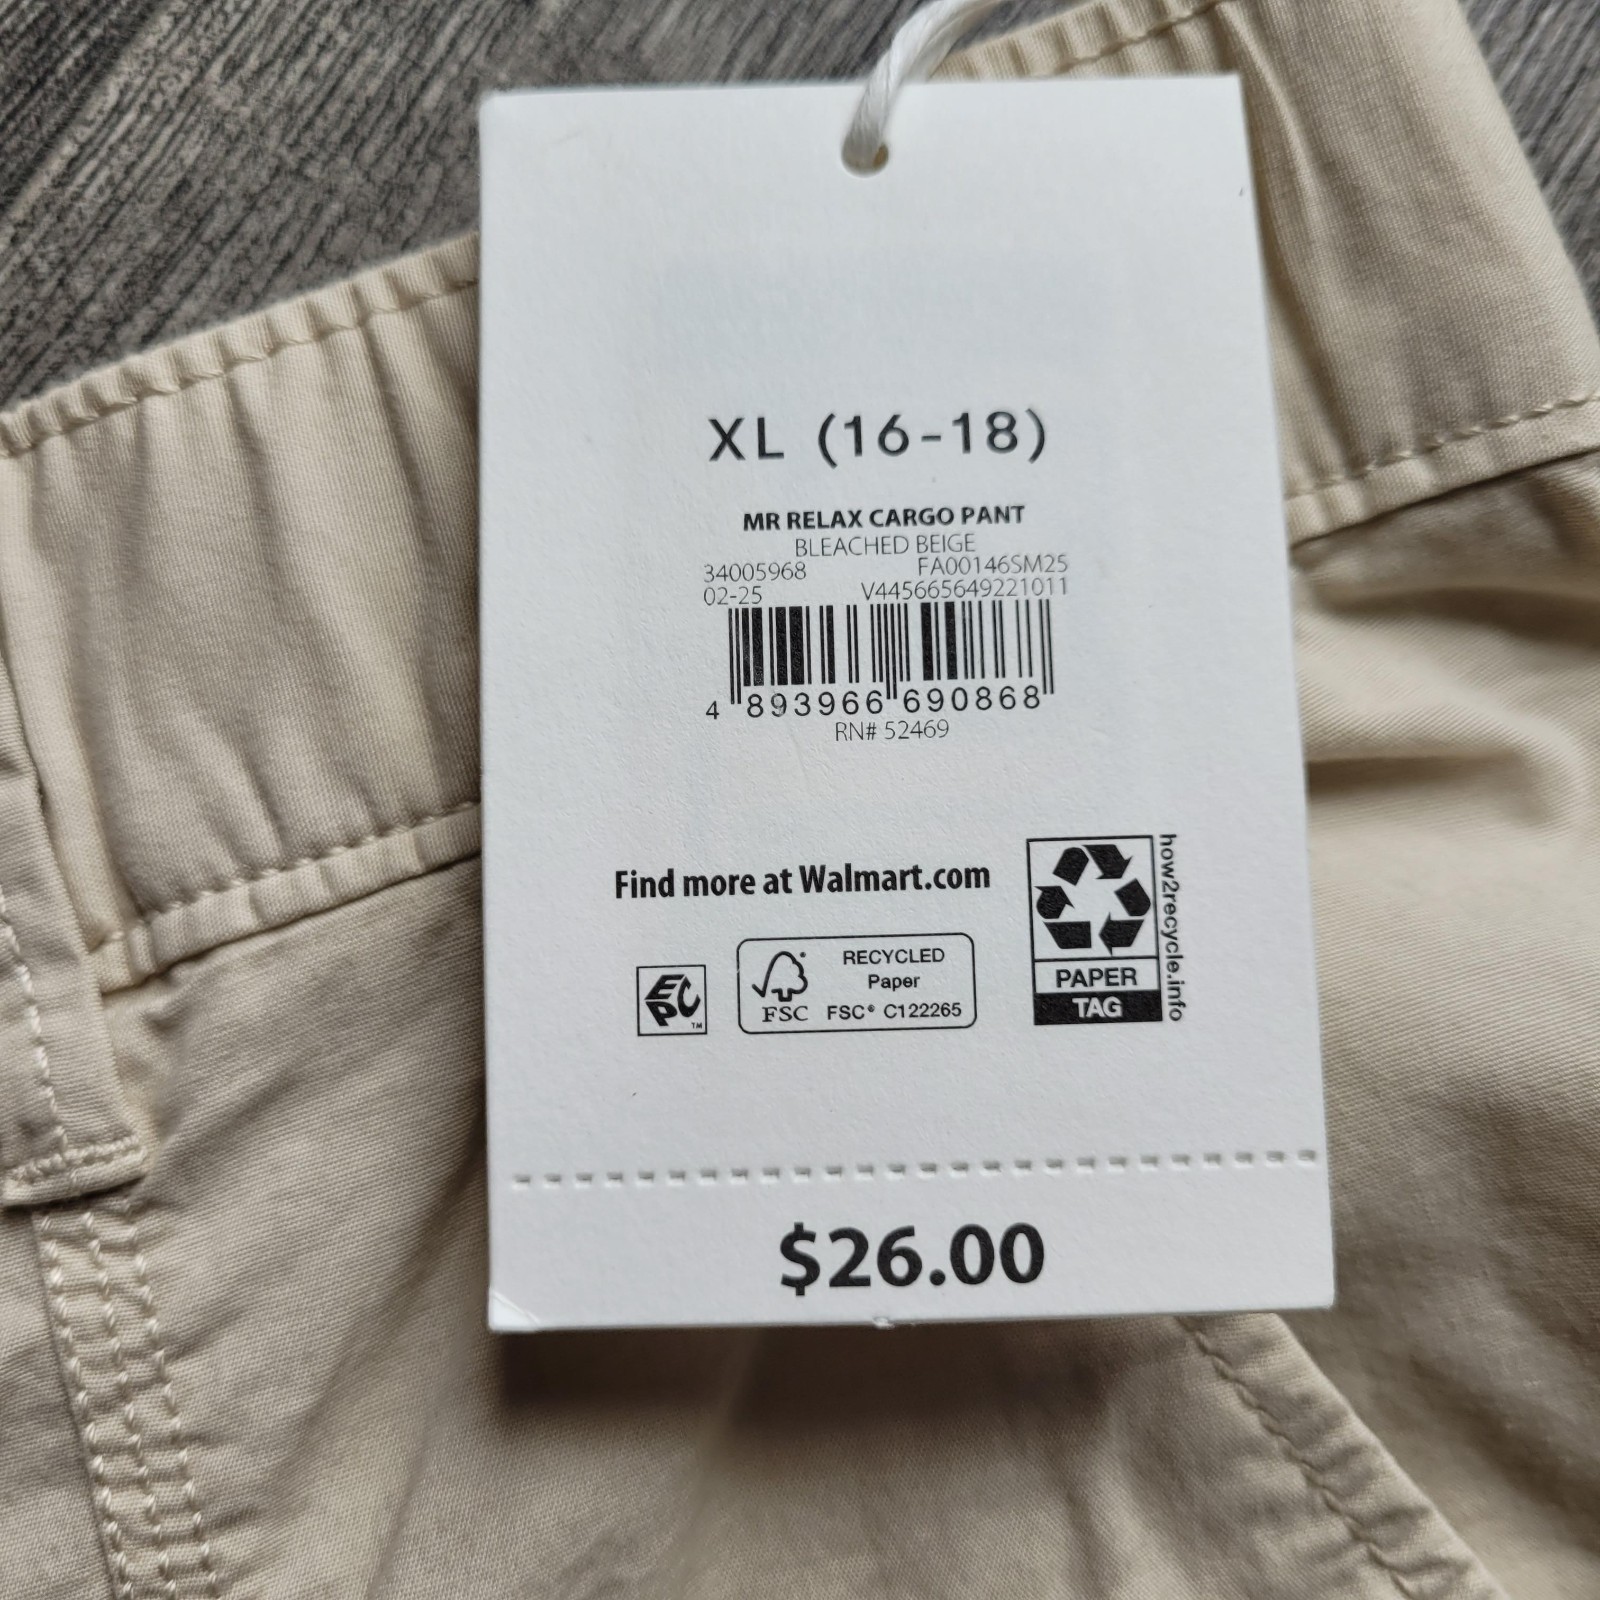 XL (16-18)
MR RELAX CARGO PANT
BLEACHED BEIGE
34005968 FA00146SM25
02-25 V445665649221011
4 893966 690868
RN# 52469
Find more at Walmart.com
how2recycle.info
EPC™
FSC
RECYCLED
Paper
FSC® C122265
PAPER
TAG
$26.00